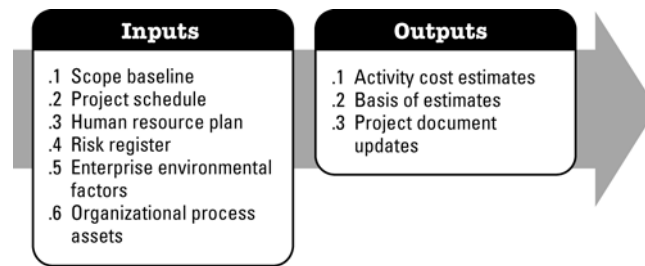 Inputs
.1 Scope baseline
.2 Project schedule
.3 Human resource plan
.4 Risk register
.5 Enterprise environmental
factors
.6 Organizational process
assets
Outputs
.1 Activity cost estimates
.2 Basis of estimates
.3 Project document
updates